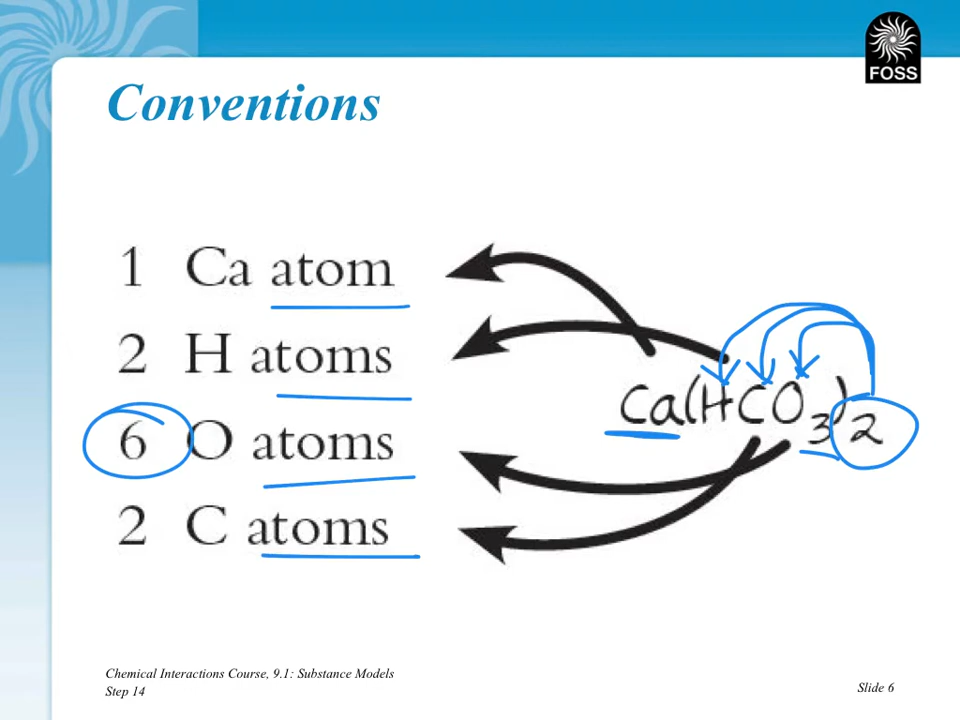 FOSS
Conventions
1 Ca atom
2 H atoms
6 O atoms
2 C atoms
Ca(HCO₃)₂
Chemical Interactions Course, 9.1: Substance Models
Step 14
Slide 6